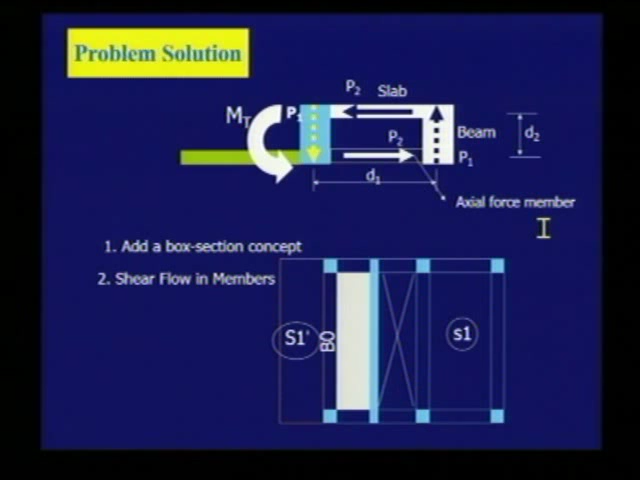 Problem Solution
P2
Slab
MT
P1
P2
Beam
d2
P1
d1
Axial force member
1. Add a box-section concept
2. Shear Flow in Members
S1'
B0
s1